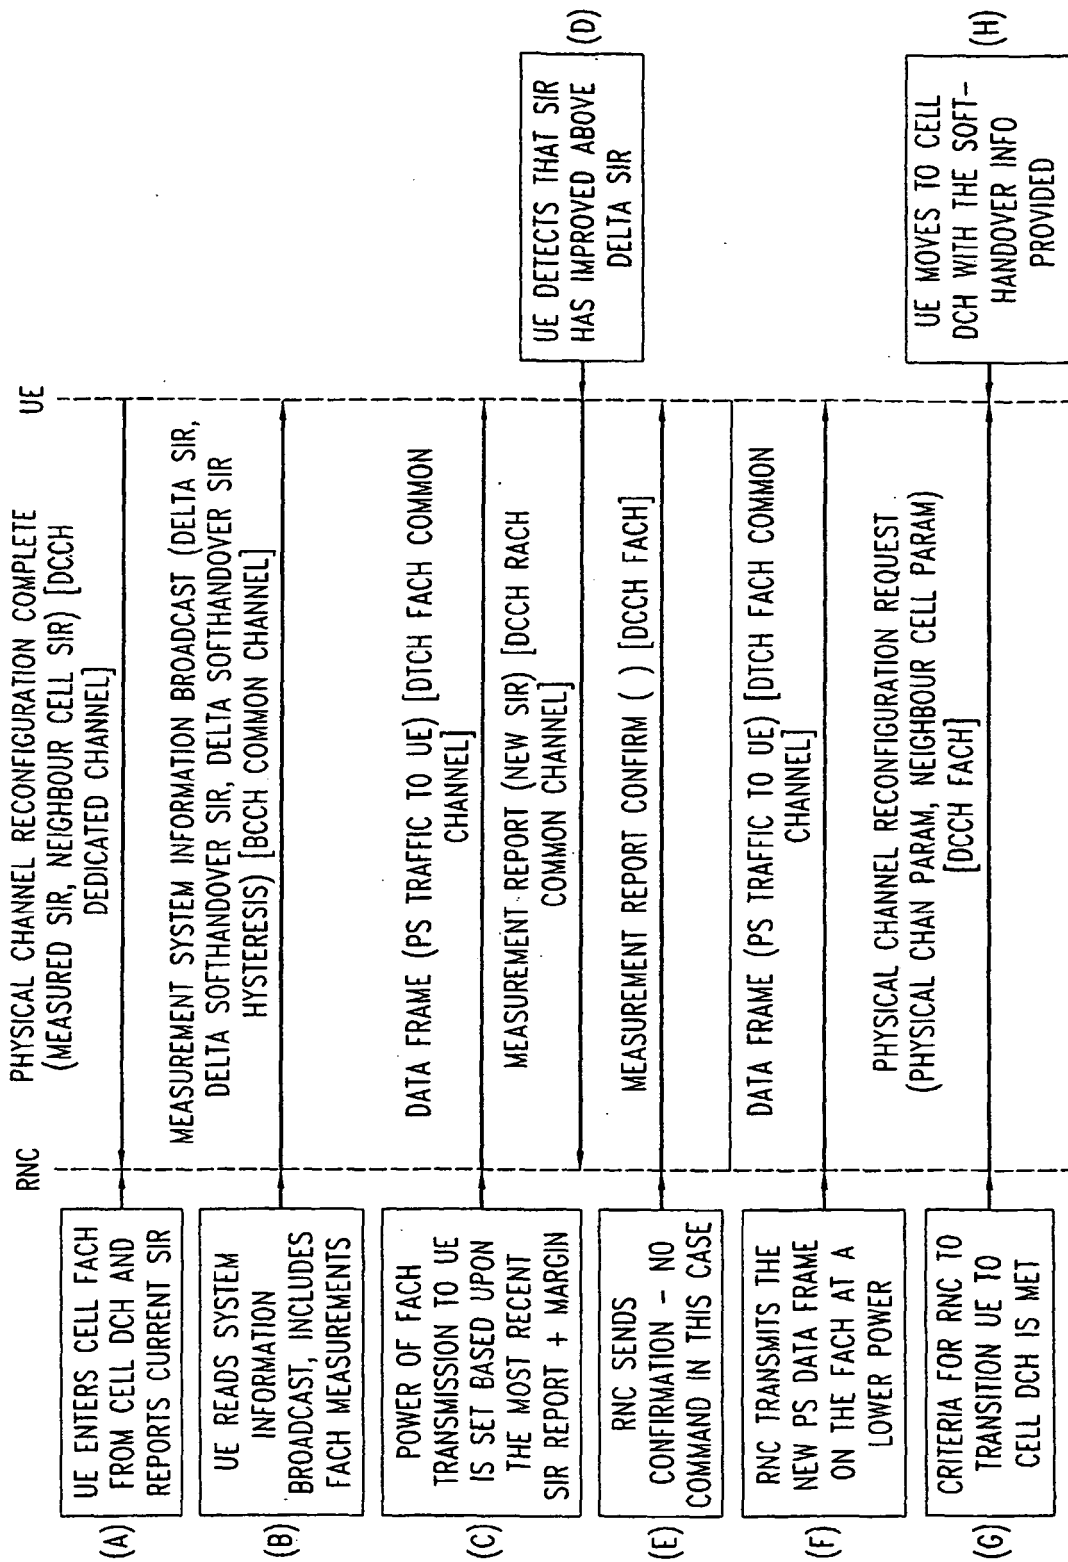 RNC
UE
PHYSICAL CHANNEL RECONFIGURATION COMPLETE
(MEASURED SIR, NEIGHBOUR CELL SIR) [DCCH
DEDICATED CHANNEL]
(A)
UE ENTERS CELL FACH
FROM CELL DCH AND
REPORTS CURRENT SIR
MEASUREMENT SYSTEM INFORMATION BROADCAST (DELTA SIR,
DELTA SOFTHANDOVER SIR, DELTA SOFTHANDOVER SIR
HYSTERESIS) [BCCH COMMON CHANNEL]
(B)
UE READS SYSTEM
INFORMATION
BROADCAST, INCLUDES
FACH MEASUREMENTS
DATA FRAME (PS TRAFFIC TO UE) [DTCH FACH COMMON
CHANNEL]
(C)
POWER OF FACH
TRANSMISSION TO UE
IS SET BASED UPON
THE MOST RECENT
SIR REPORT + MARGIN
MEASUREMENT REPORT (NEW SIR) [DCCH RACH
COMMON CHANNEL]
UE DETECTS THAT SIR
HAS IMPROVED ABOVE
DELTA SIR
(D)
MEASUREMENT REPORT CONFIRM ( ) [DCCH FACH]
(E)
RNC SENDS
CONFIRMATION - NO
COMMAND IN THIS CASE
DATA FRAME (PS TRAFFIC TO UE) [DTCH FACH COMMON
CHANNEL]
(F)
RNC TRANSMITS THE
NEW PS DATA FRAME
ON THE FACH AT A
LOWER POWER
PHYSICAL CHANNEL RECONFIGURATION REQUEST
(PHYSICAL CHAN PARAM, NEIGHBOUR CELL PARAM)
[DCCH FACH]
(G)
CRITERIA FOR RNC TO
TRANSITION UE TO
CELL DCH IS MET
UE MOVES TO CELL
DCH WITH THE SOFT-
HANDOVER INFO
PROVIDED
(H)